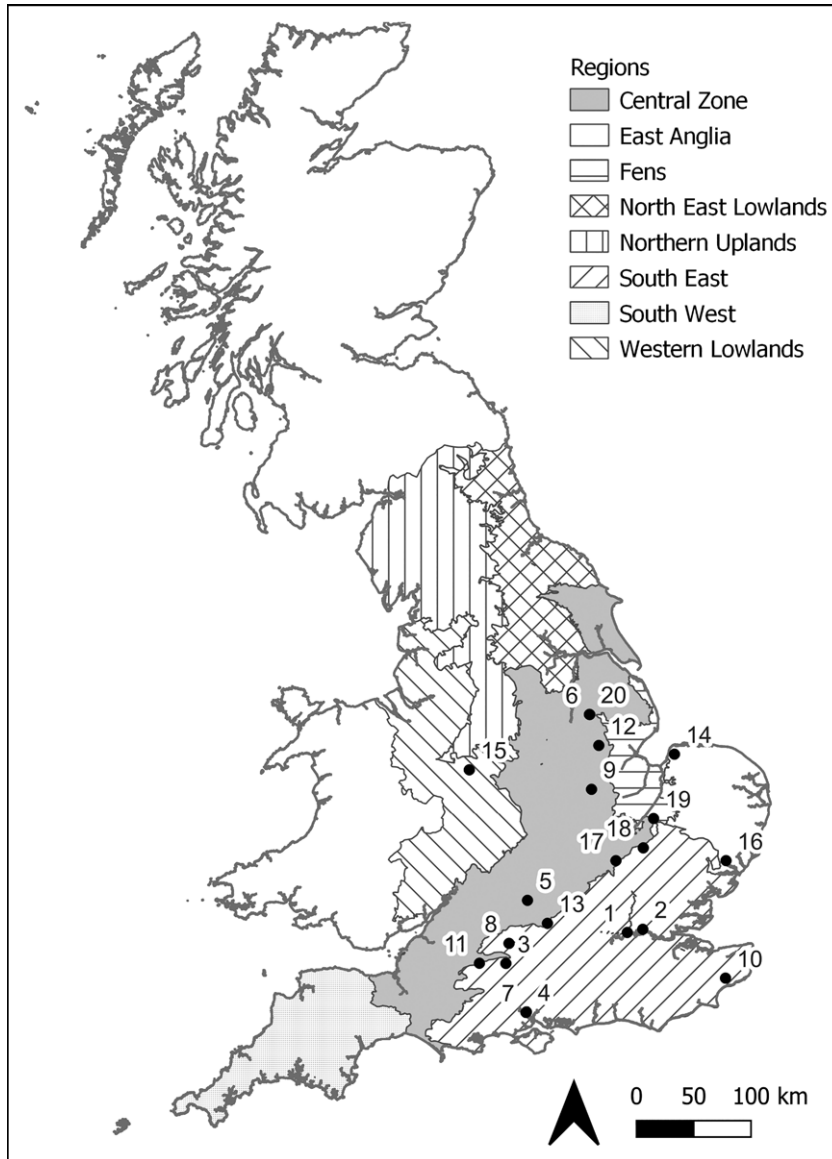 Regions
Central Zone
East Anglia
Fens
North East Lowlands
Northern Uplands
South East
South West
Western Lowlands
6 20
12
14
15
9
19
18
17
16
5
13
1 2
8
3
11
10
7 4
0 50 100 km